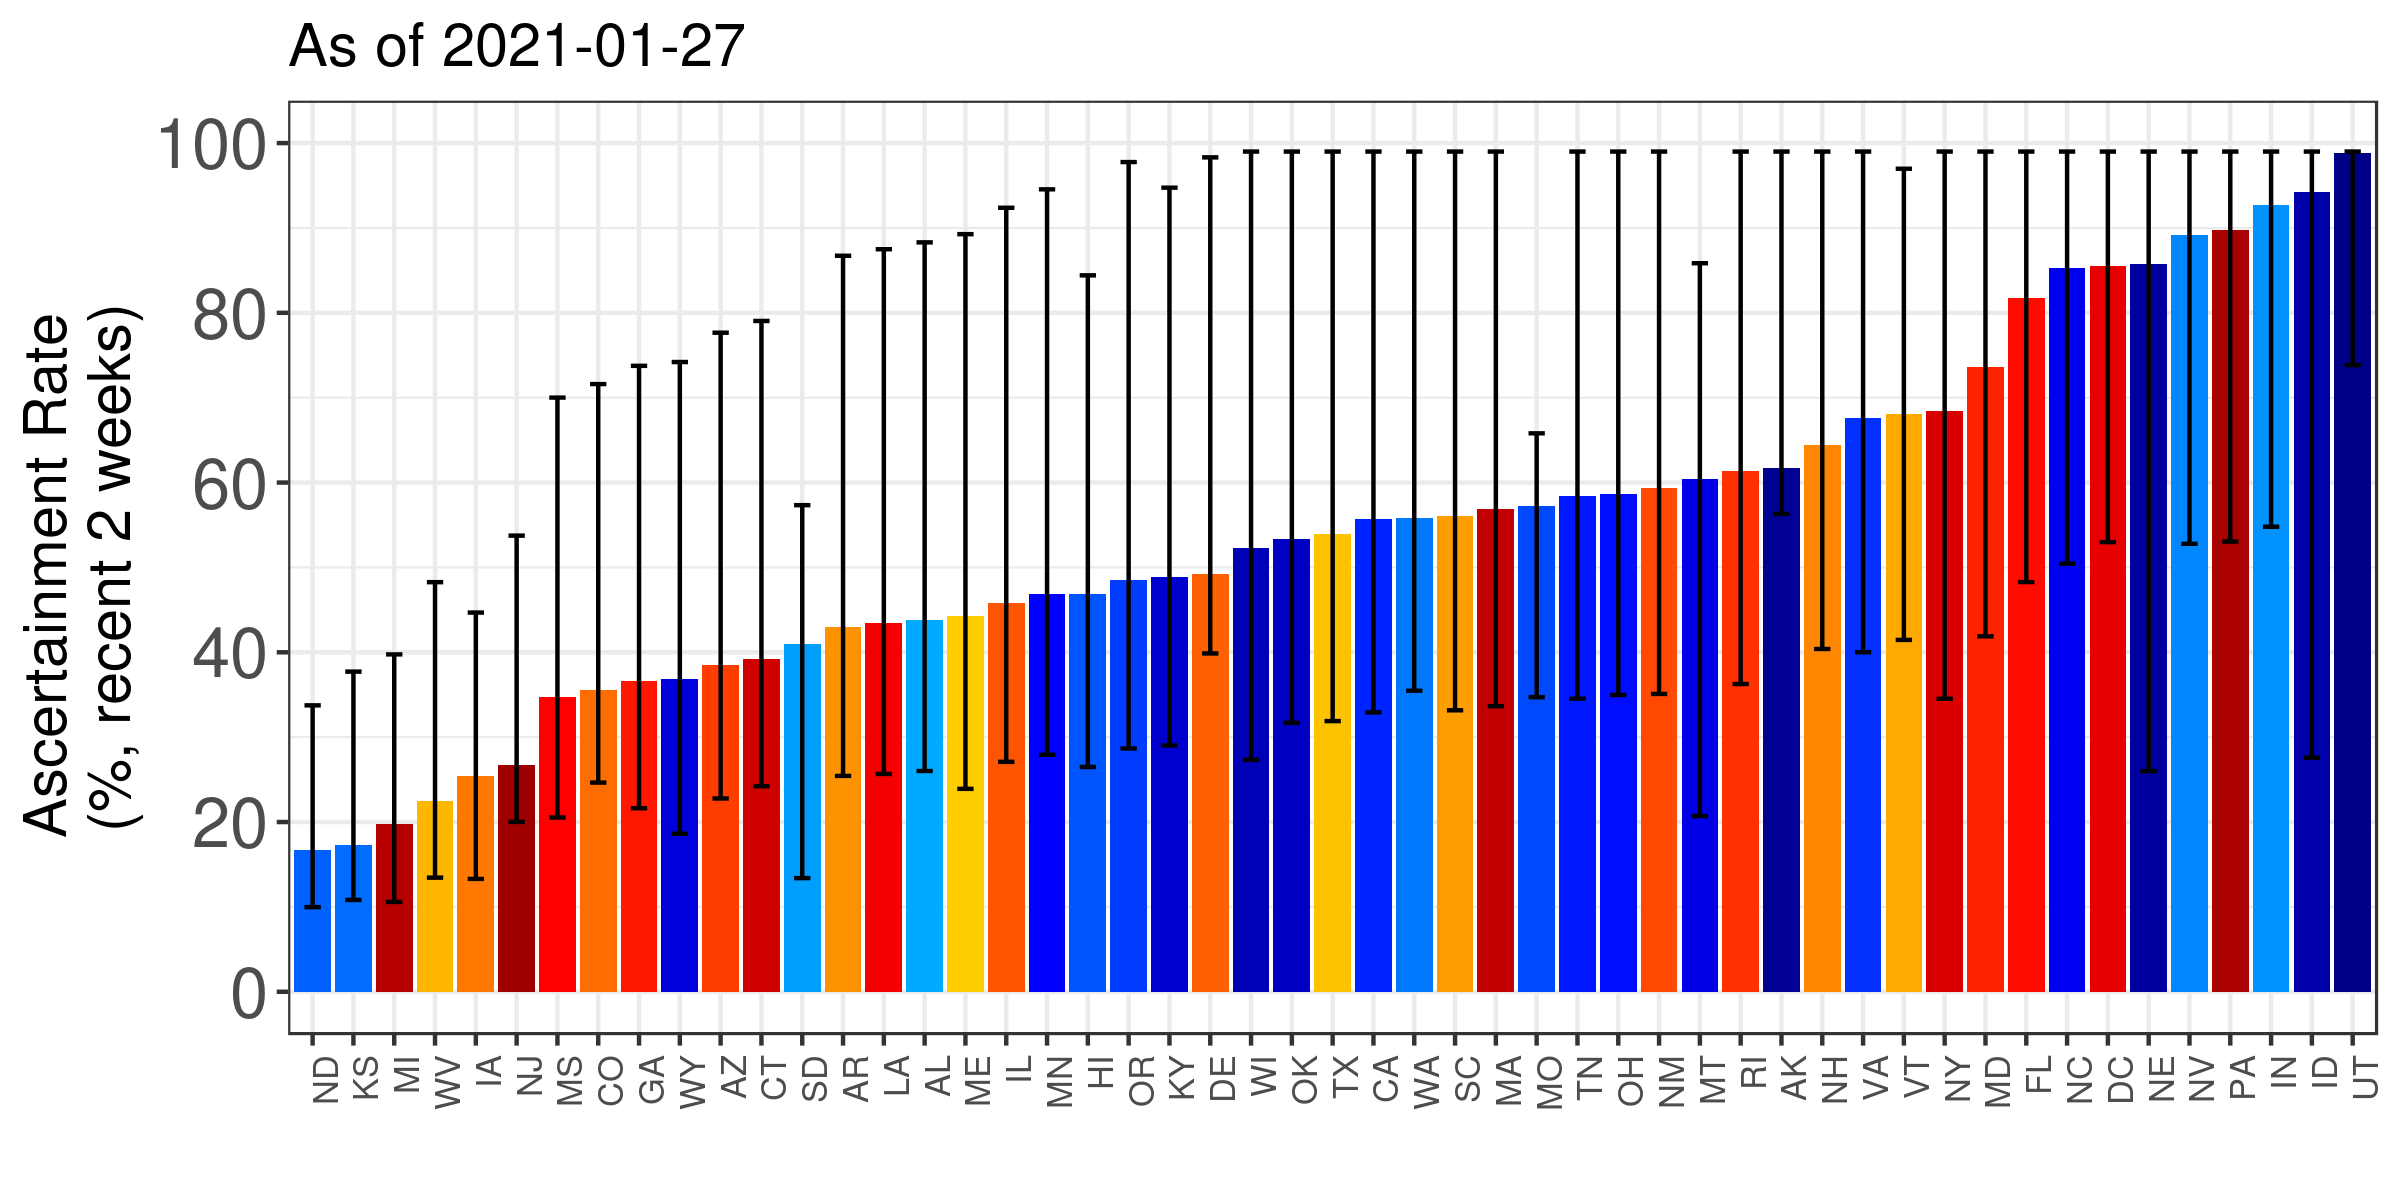 As of 2021-01-27
Ascertainment Rate
(%, recent 2 weeks)
100
80
60
40
20
0
ND KS MI WV IA NJ MS CO GA WY AZ CT SD AR LA AL ME IL MN HI OR KY DE WI OK TX CA WA SC MA MO TN OH NM MT RI AK NH VA VT NY MD FL NC DC NE NV PA IN ID UT